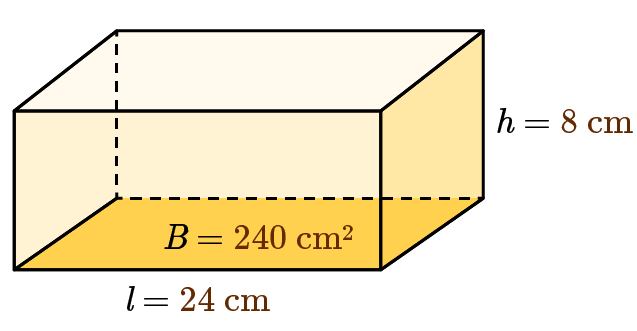 h = 8 cm
B = 240 cm²
l = 24 cm